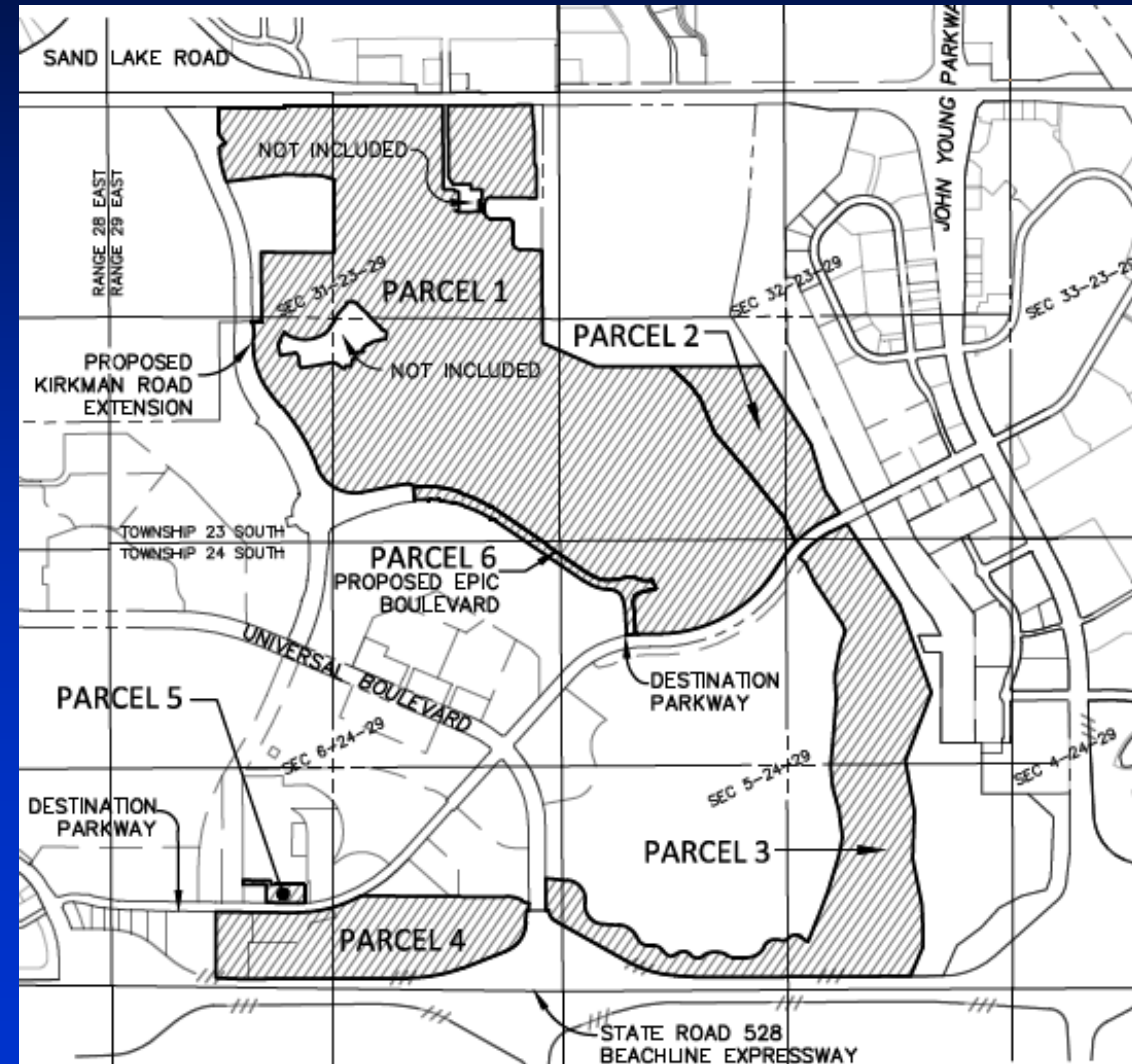 SAND LAKE ROAD
JOHN YOUNG PARKWA
NOT INCLUDED
RANGE 28 EAST
RANGE 29 EAST
SEC 31-23-29
SEC 32-23-29
SEC 33-23-29
PARCEL 1
PARCEL 2
PROPOSED
KIRKMAN ROAD
EXTENSION
NOT INCLUDED
TOWNSHIP 23 SOUTH
TOWNSHIP 24 SOUTH
PARCEL 6
PROPOSED EPIC
BOULEVARD
UNIVERSAL BOULEVARD
DESTINATION
PARKWAY
PARCEL 5
SEC 6-24-29
SEC 5-24-29
SEC 4-24-29
DESTINATION
PARKWAY
PARCEL 3
PARCEL 4
STATE ROAD 528
BEACHLINE EXPRESSWAY